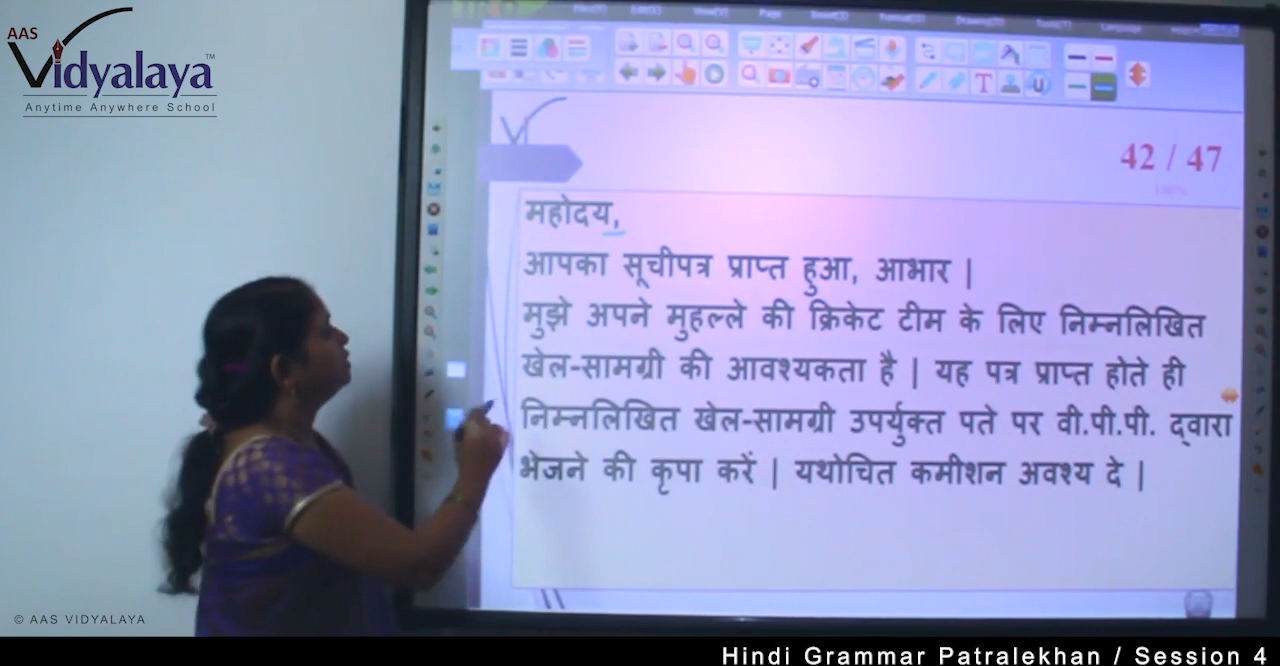 AAS
Vidyalaya™
Anytime Anywhere School
42 / 47
महोदय,
आपका सूचीपत्र प्राप्त हुआ, आभार |
मुझे अपने मुहल्ले की क्रिकेट टीम के लिए निम्नलिखित
खेल-सामग्री की आवश्यकता है | यह पत्र प्राप्त होते ही
निम्नलिखित खेल-सामग्री उपर्युक्त पते पर वी.पी.पी. द्वारा
भेजने की कृपा करें | यथोचित कमीशन अवश्य दे |
© AAS VIDYALAYA
Hindi Grammar Patralekhan / Session 4